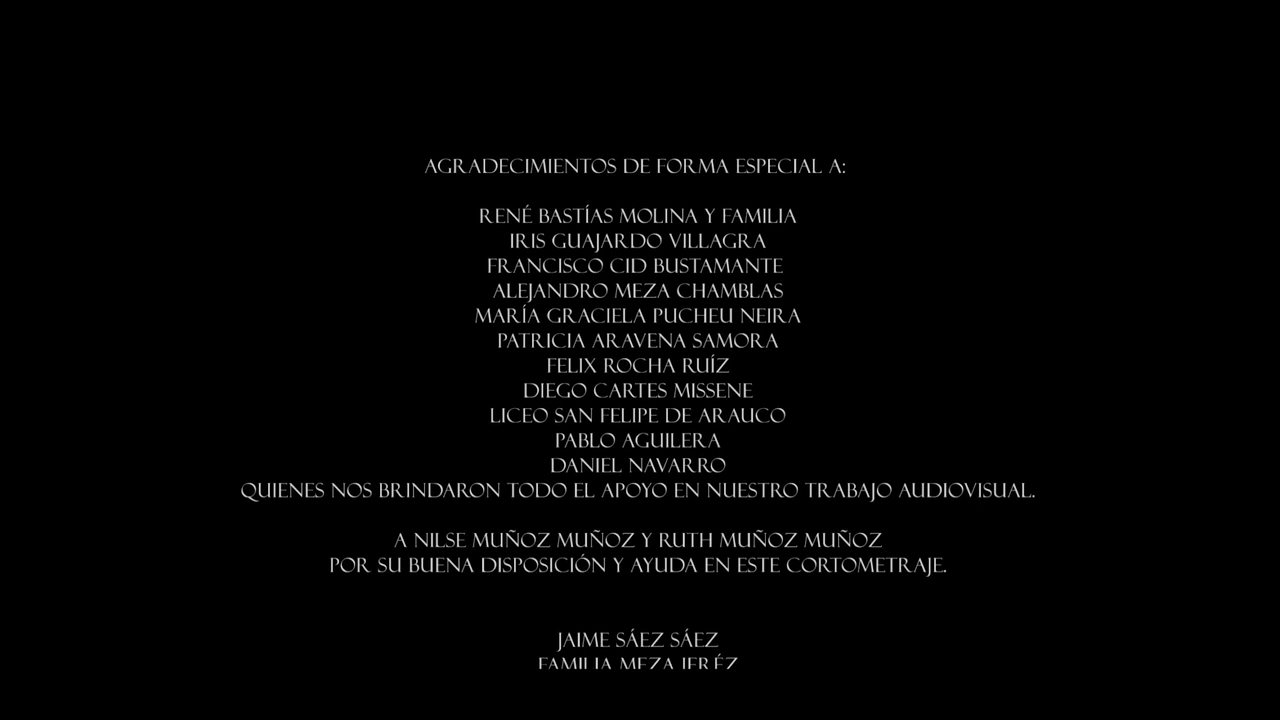 AGRADECIMIENTOS DE FORMA ESPECIAL A:
RENÉ BASTÍAS MOLINA Y FAMILIA
IRIS GUAJARDO VILLAGRA
FRANCISCO CID BUSTAMANTE
ALEJANDRO MEZA CHAMBLAS
MARÍA GRACIELA PUCHEU NEIRA
PATRICIA ARAVENA SAMORA
FELIX ROCHA RUÍZ
DIEGO CARTES MISSENE
LICEO SAN FELIPE DE ARAUCO
PABLO AGUILERA
DANIEL NAVARRO
QUIENES NOS BRINDARON TODO EL APOYO EN NUESTRO TRABAJO AUDIOVISUAL.
A NILSE MUÑOZ MUÑOZ Y RUTH MUÑOZ MUÑOZ
POR SU BUENA DISPOSICIÓN Y AYUDA EN ESTE CORTOMETRAJE.
JAIME SÁEZ SÁEZ
FAMILIA MEZA JERÉZ